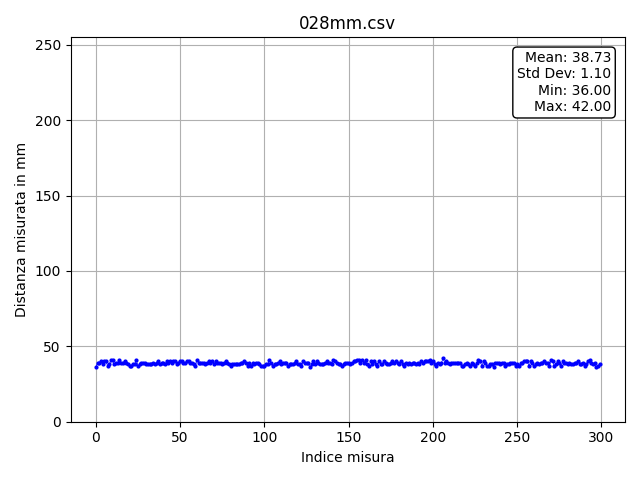 028mm.csv
Mean: 38.73
Std Dev: 1.10
Min: 36.00
Max: 42.00
Distanza misurata in mm
250
200
150
100
50
0
0 50 100 150 200 250 300
Indice misura